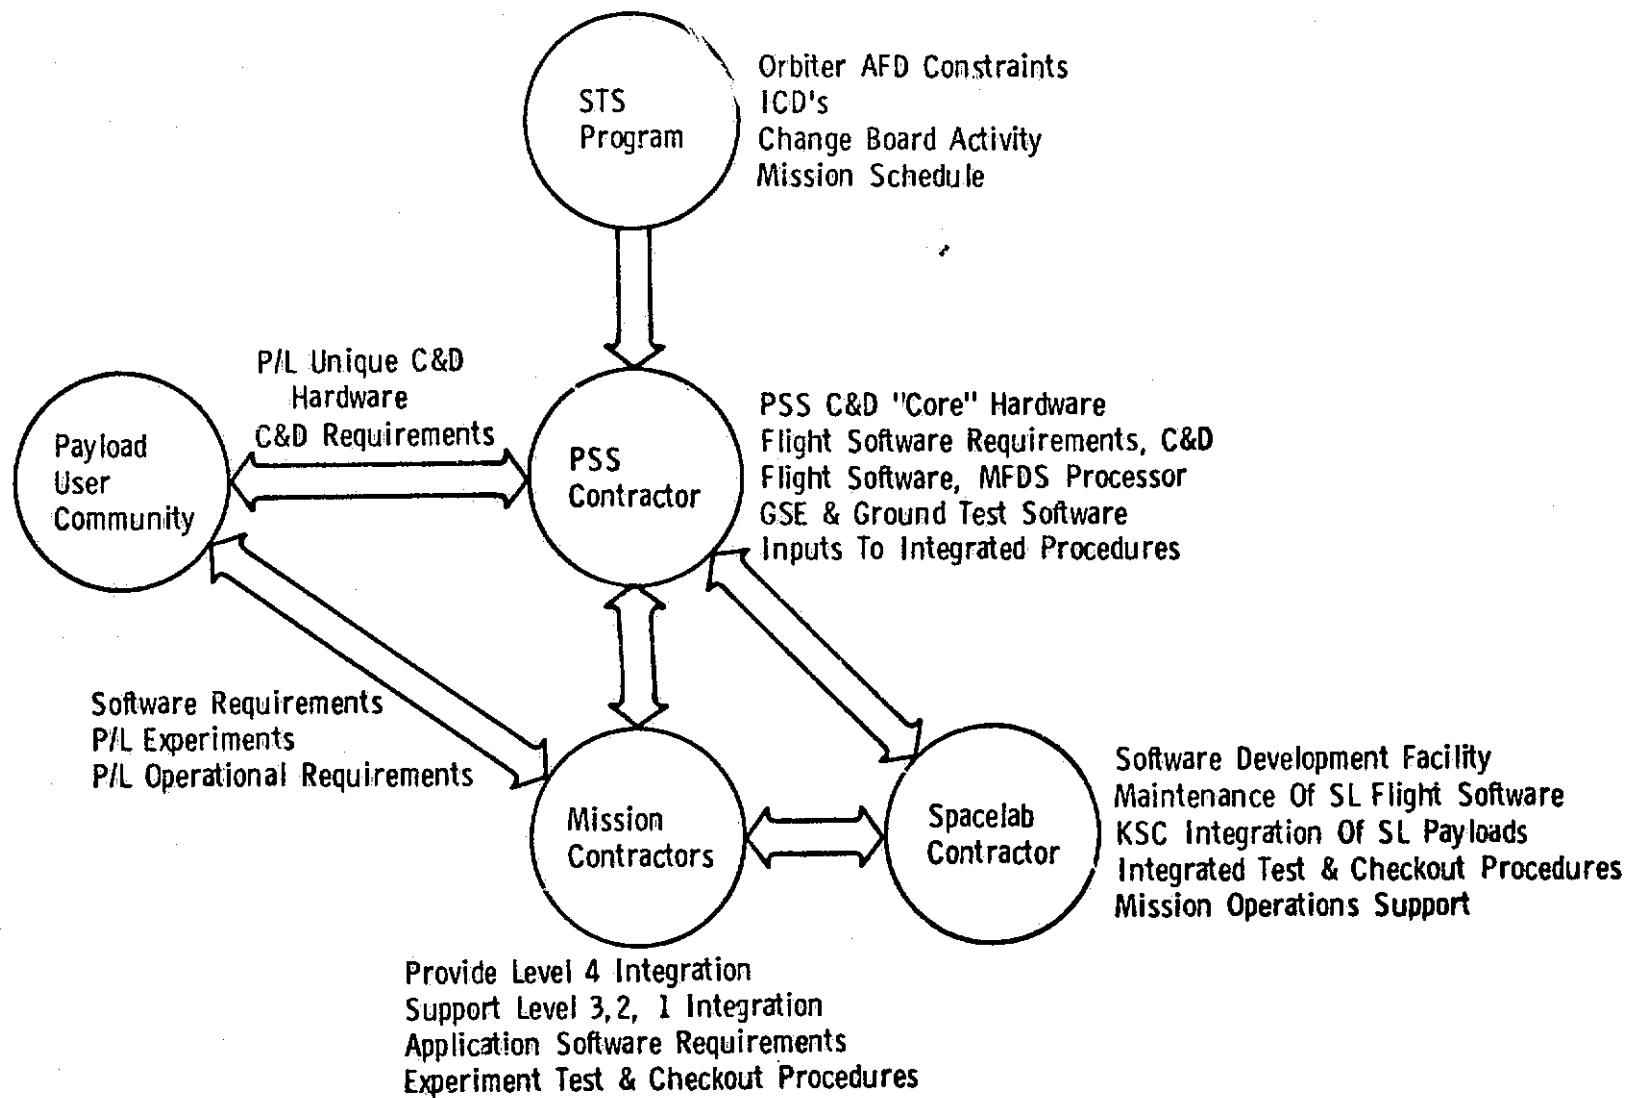 STS
Program
Orbiter AFD Constraints
ICD's
Change Board Activity
Mission Schedule
P/L Unique C&D
Hardware
C&D Requirements
Payload
User
Community
PSS
Contractor
PSS C&D "Core" Hardware
Flight Software Requirements, C&D
Flight Software, MFDS Processor
GSE & Ground Test Software
Inputs To Integrated Procedures
Software Requirements
P/L Experiments
P/L Operational Requirements
Mission
Contractors
Spacelab
Contractor
Software Development Facility
Maintenance Of SL Flight Software
KSC Integration Of SL Payloads
Integrated Test & Checkout Procedures
Mission Operations Support
Provide Level 4 Integration
Support Level 3, 2, 1 Integration
Application Software Requirements
Experiment Test & Checkout Procedures